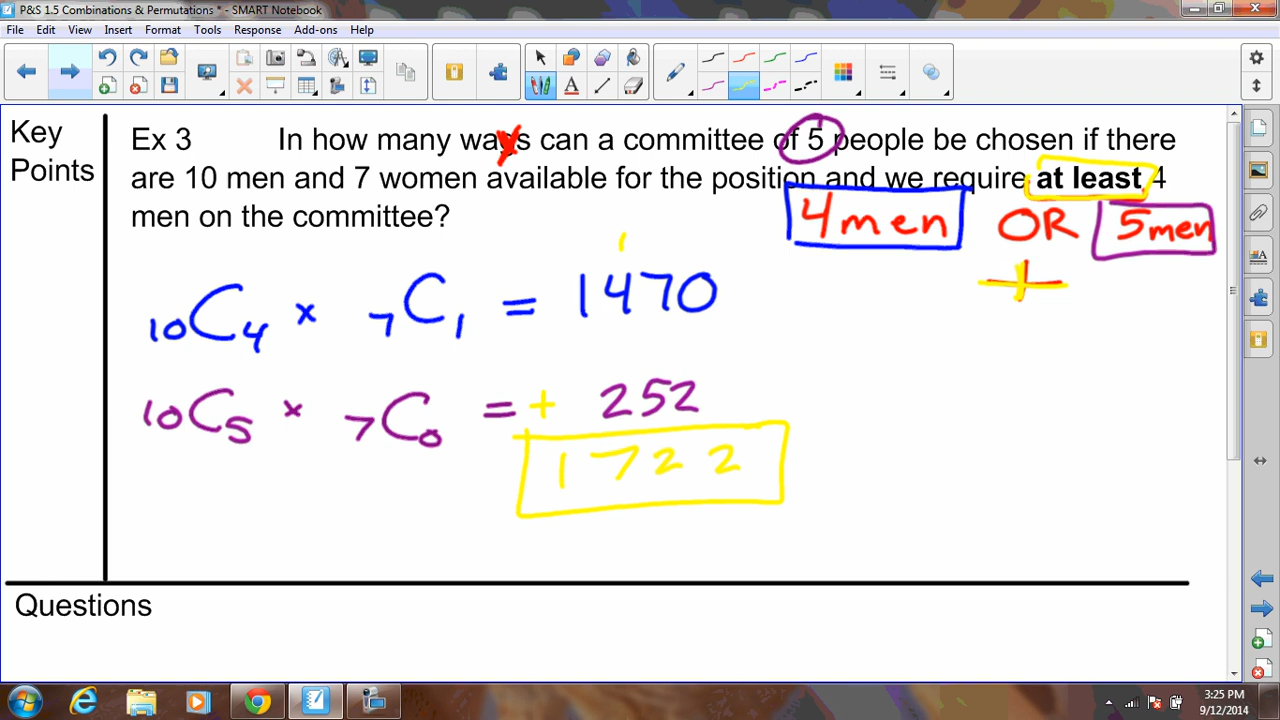 P&S 1.5 Combinations & Permutations * - SMART Notebook
File Edit View Insert Format Tools Response Add-ons Help
Key
Points
Ex 3 In how many ways can a committee of 5 people be chosen if there
are 10 men and 7 women available for the position and we require at least 4
men on the committee?
4 men OR 5 men
+
1
10C4 × 7C1 = 1470
10C5 × 7C0 = + 252
1722
Questions
3:25 PM
9/12/2014